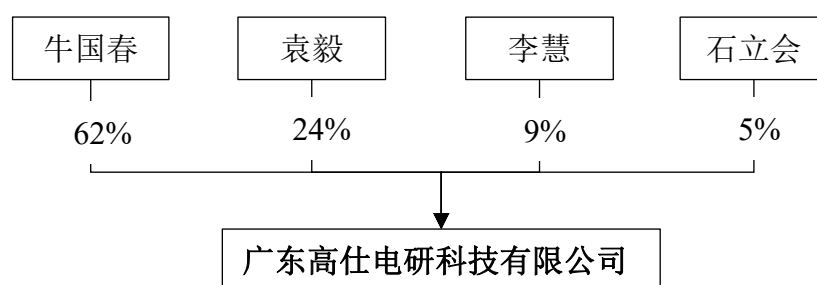 牛国春
袁毅
李慧
石立会
62%
24%
9%
5%
广东高仕电研科技有限公司